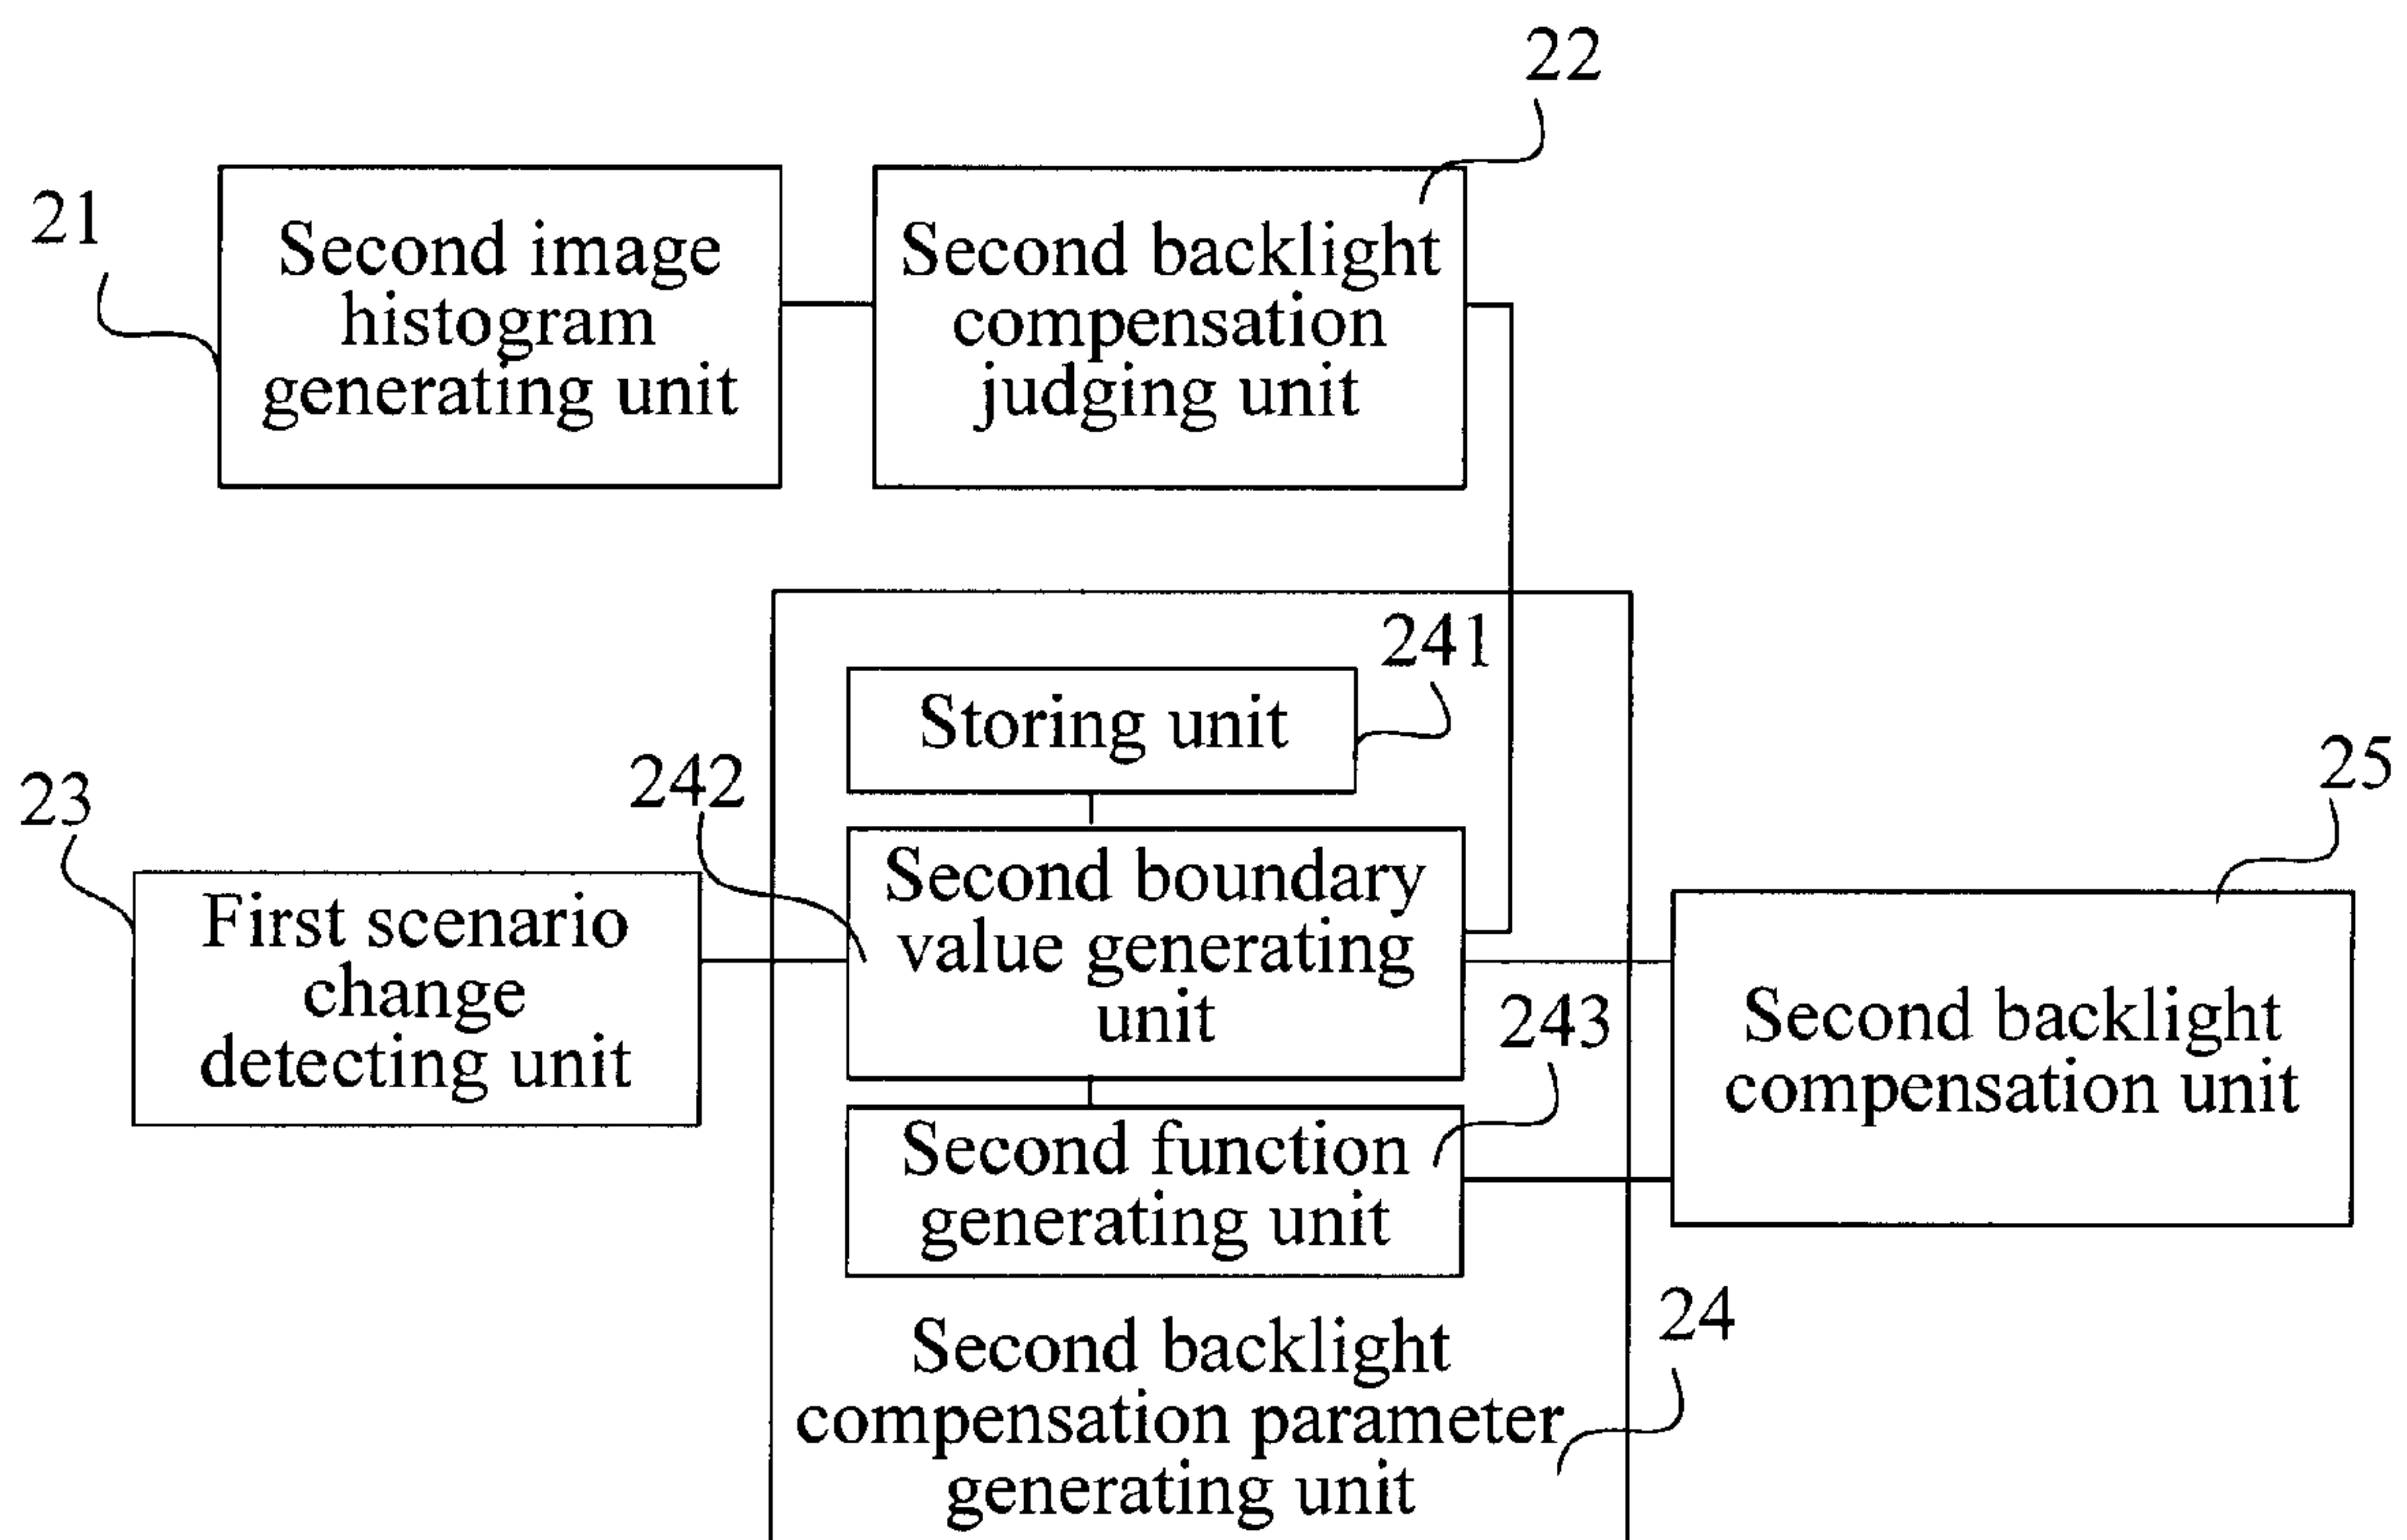 22
21
Second image
histogram
generating unit
Second backlight
compensation
judging unit
241
Storing unit
242
23
25
First scenario
change
detecting unit
Second boundary
value generating
unit
243
Second backlight
compensation unit
Second function
generating unit
24
Second backlight
compensation parameter
generating unit